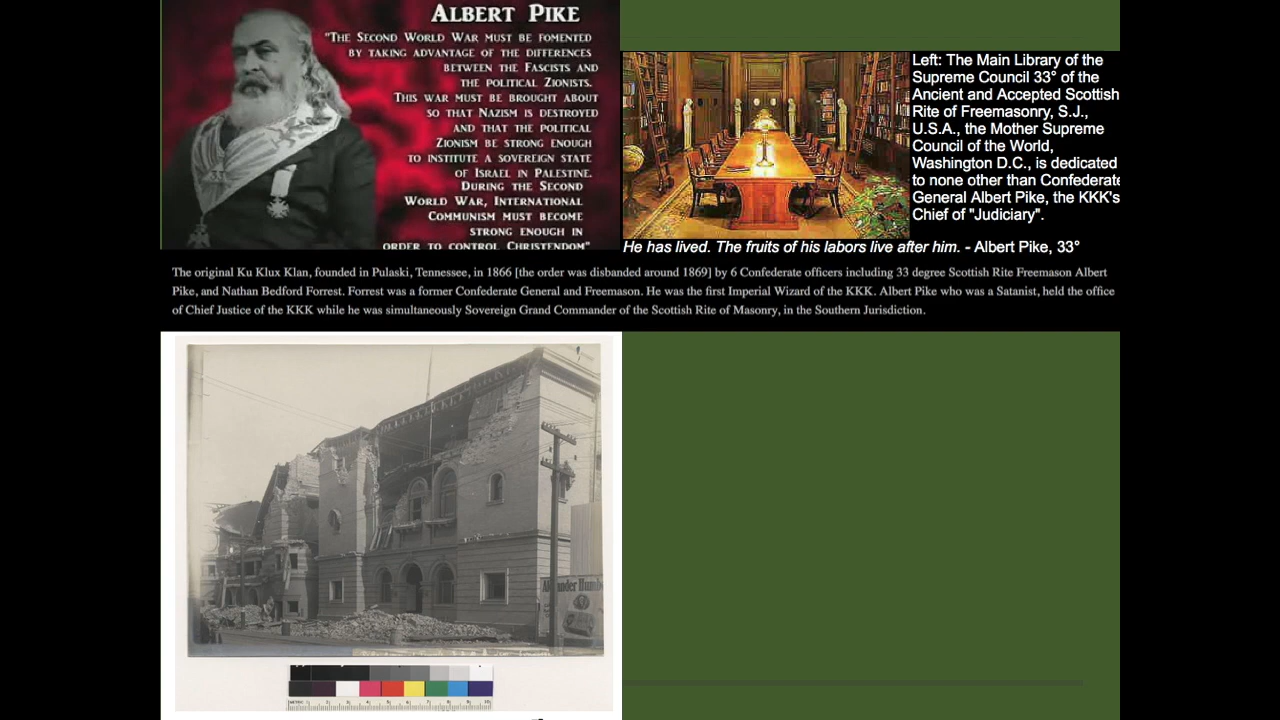 ALBERT PIKE
"THE SECOND WORLD WAR MUST BE FOMENTED
BY TAKING ADVANTAGE OF THE DIFFERENCES
BETWEEN THE FASCISTS AND
THE POLITICAL ZIONISTS.
THIS WAR MUST BE BROUGHT ABOUT
SO THAT NAZISM IS DESTROYED
AND THAT THE POLITICAL
ZIONISM BE STRONG ENOUGH
TO INSTITUTE A SOVEREIGN STATE
OF ISRAEL IN PALESTINE.
DURING THE SECOND
WORLD WAR, INTERNATIONAL
COMMUNISM MUST BECOME
STRONG ENOUGH IN
ORDER TO CONTROL CHRISTENDOM"
Left: The Main Library of the
Supreme Council 33° of the
Ancient and Accepted Scottish
Rite of Freemasonry, S.J.,
U.S.A., the Mother Supreme
Council of the World,
Washington D.C., is dedicated
to none other than Confederate
General Albert Pike, the KKK's
Chief of "Judiciary".
He has lived. The fruits of his labors live after him. - Albert Pike, 33°
The original Ku Klux Klan, founded in Pulaski, Tennessee, in 1866 [the order was disbanded around 1869] by 6 Confederate officers including 33 degree Scottish Rite Freemason Albert
Pike, and Nathan Bedford Forrest. Forrest was a former Confederate General and Freemason. He was the first Imperial Wizard of the KKK. Albert Pike who was a Satanist, held the office
of Chief Justice of the KKK while he was simultaneously Sovereign Grand Commander of the Scottish Rite of Masonry, in the Southern Jurisdiction.